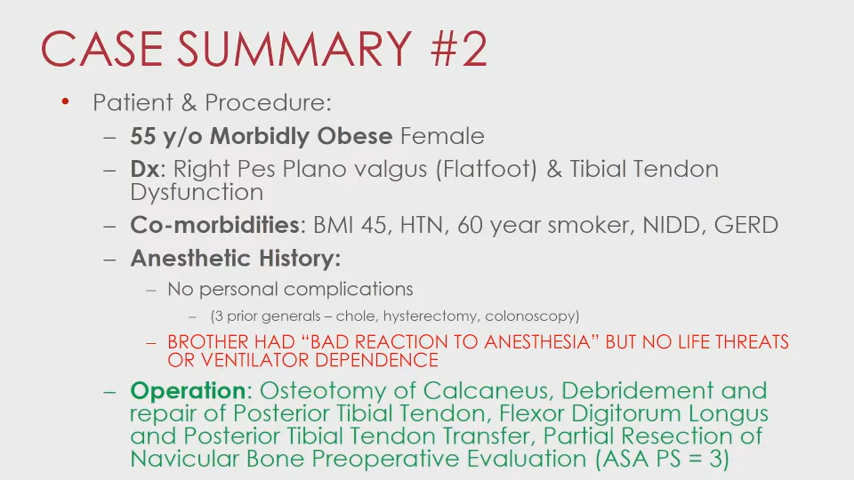 CASE SUMMARY #2
• Patient & Procedure:
– 55 y/o Morbidly Obese Female
– Dx: Right Pes Plano valgus (Flatfoot) & Tibial Tendon
Dysfunction
– Co-morbidities: BMI 45, HTN, 60 year smoker, NIDD, GERD
– Anesthetic History:
– No personal complications
– (3 prior generals – chole, hysterectomy, colonoscopy)
– BROTHER HAD “BAD REACTION TO ANESTHESIA” BUT NO LIFE THREATS
OR VENTILATOR DEPENDENCE
– Operation: Osteotomy of Calcaneus, Debridement and
repair of Posterior Tibial Tendon, Flexor Digitorum Longus
and Posterior Tibial Tendon Transfer, Partial Resection of
Navicular Bone Preoperative Evaluation (ASA PS = 3)